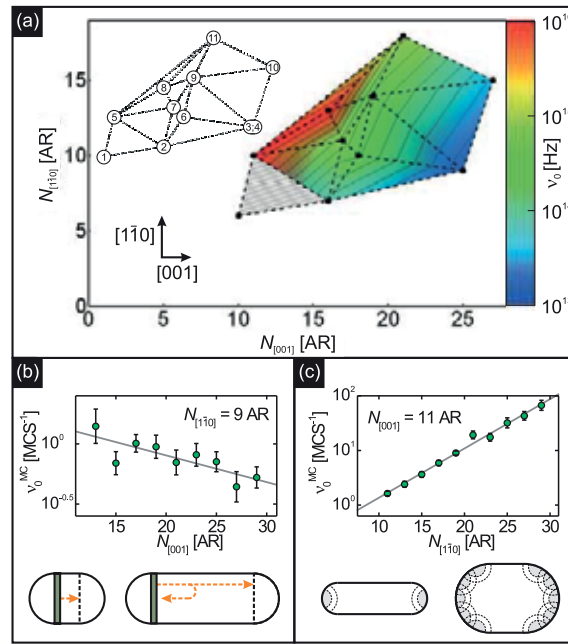 (a)
15
10
5
0
N[11̅0] [AR]
11
10
9
8
7
6
5
3;4
2
1
[11̅0]
[001]
0
5
10
15
20
25
N[001] [AR]
ν₀ [Hz]
(b)
N[11̅0] = 9 AR
10⁰
10⁻⁰·⁵
ν₀ᴹᶜ [MCS⁻¹]
15 20 25 30
N[001] [AR]
(c)
N[001] = 11 AR
10²
10¹
10⁰
ν₀ᴹᶜ [MCS⁻¹]
10 15 20 25 30
N[11̅0] [AR]